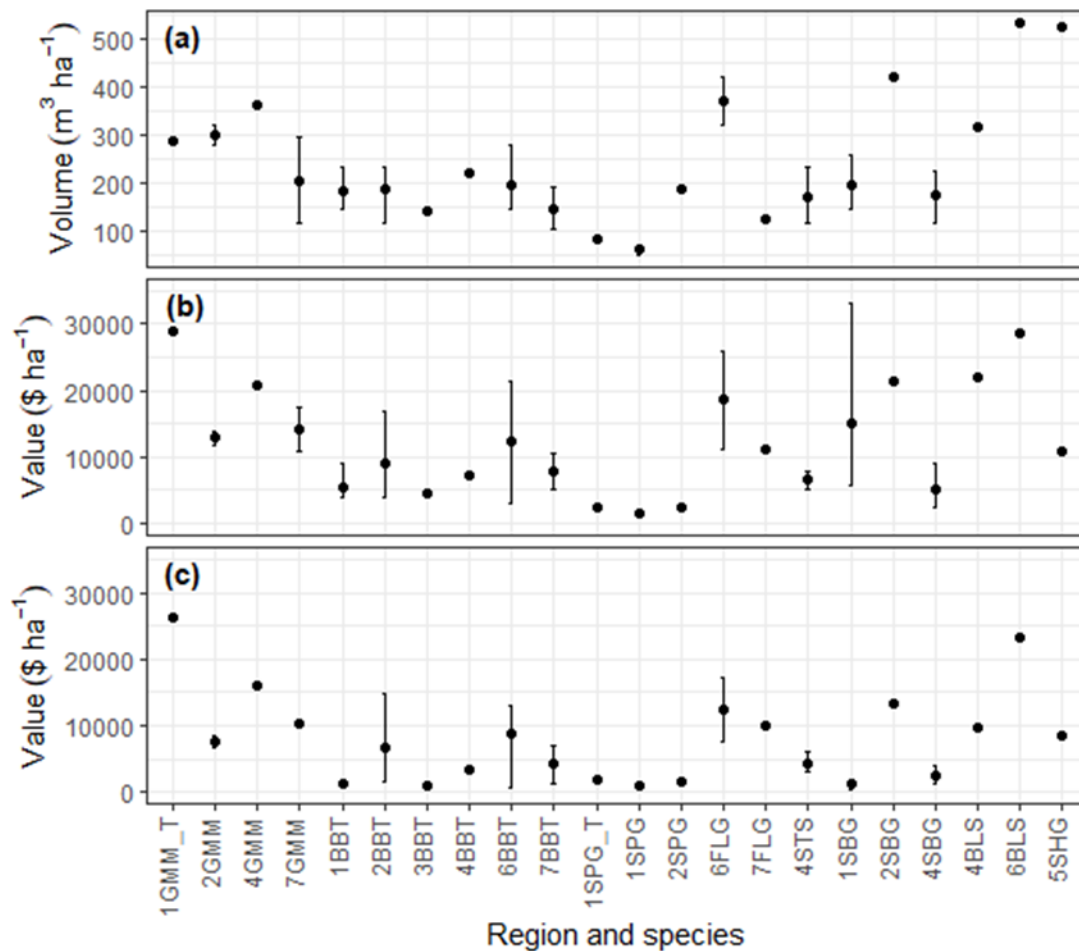 (a)
Volume (m³ ha⁻¹)
500
400
300
200
100
(b)
Value ($ ha⁻¹)
30000
20000
10000
0
(c)
Value ($ ha⁻¹)
30000
20000
10000
0
1GMM_T
2GMM
4GMM
7GMM
1BBT
2BBT
3BBT
4BBT
6BBT
7BBT
1SPG_T
1SPG
2SPG
6FLG
7FLG
4STS
1SBG
2SBG
4SBG
4BLS
6BLS
5SHG
Region and species